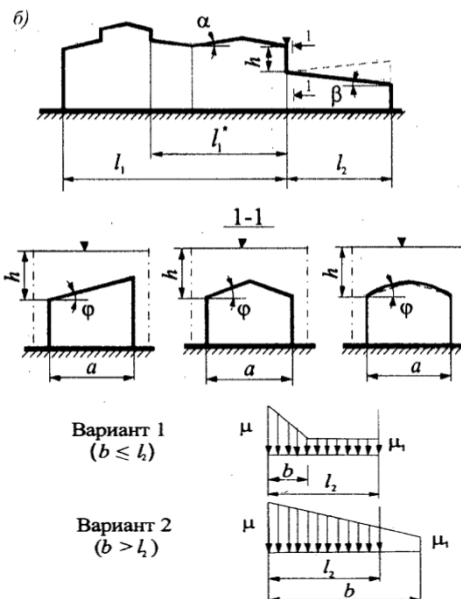 б)
α
1
h
1
β
l₁*
l₁
l₂
1-1
h
h
h
φ
φ
φ
a
a
a
Вариант 1
(b ≤ l₂)
μ
μ₁
b
l₂
Вариант 2
(b > l₂)
μ
μ₁
l₂
b